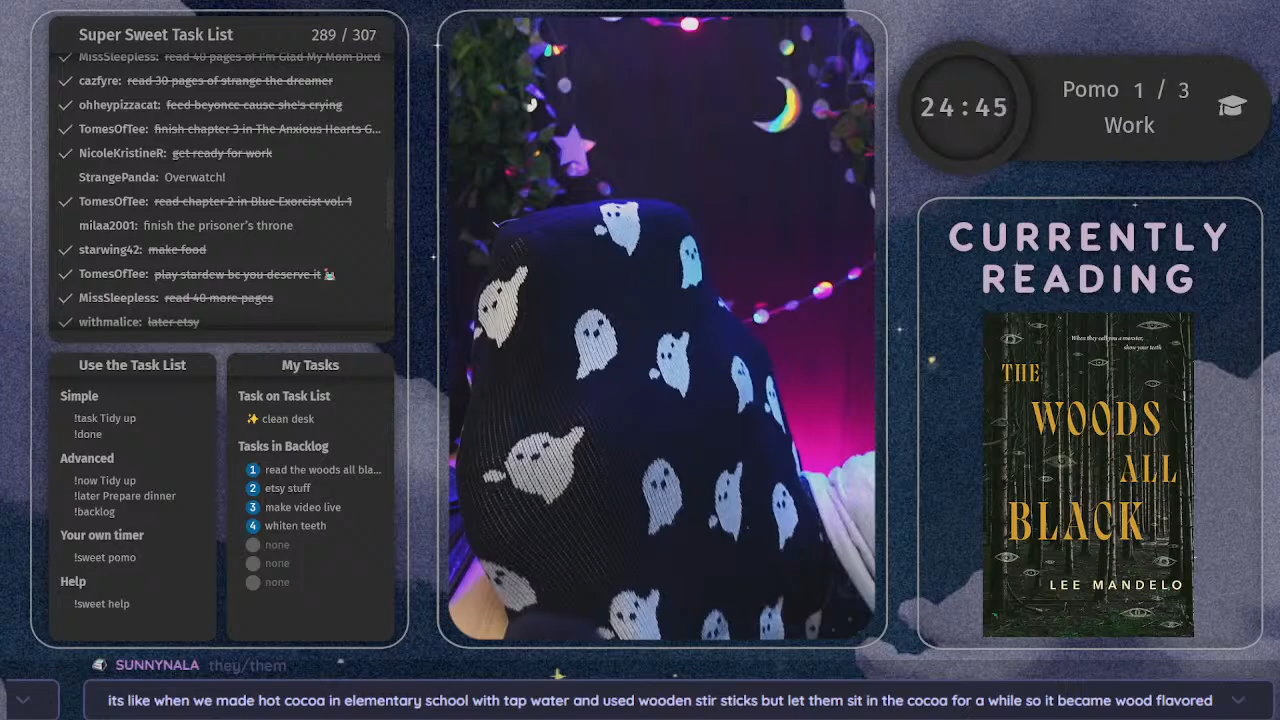 Super Sweet Task List 289 / 307
MissSleepless: read 40 pages of I'm Glad My Mom Died
cazfyre: read 30 pages of strange the dreamer
ohheypizzacat: feed beyonce cause she's crying
TomesOfTee: finish chapter 3 in The Anxious Hearts G...
NicoleKristineR: get ready for work
StrangePanda: Overwatch!
TomesOfTee: read chapter 2 in Blue Exorcist vol. 1
milaa2001: finish the prisoner's throne
starwing42: make food
TomesOfTee: play stardew bc you deserve it
MissSleepless: read 40 more pages
withmalice: later etsy
Use the Task List
Simple
!task Tidy up
!done
Advanced
!now Tidy up
!later Prepare dinner
!backlog
Your own timer
!sweet pomo
Help
!sweet help
My Tasks
Task on Task List
clean desk
Tasks in Backlog
1 read the woods all bla...
2 etsy stuff
3 make video live
4 whiten teeth
none
none
none
24:45
Pomo 1 / 3
Work
CURRENTLY
READING
When they call you a monster,
show your teeth
THE
WOODS
ALL
BLACK
LEE MANDELO
SUNNYNALA they/them
its like when we made hot cocoa in elementary school with tap water and used wooden stir sticks but let them sit in the cocoa for a while so it became wood flavored